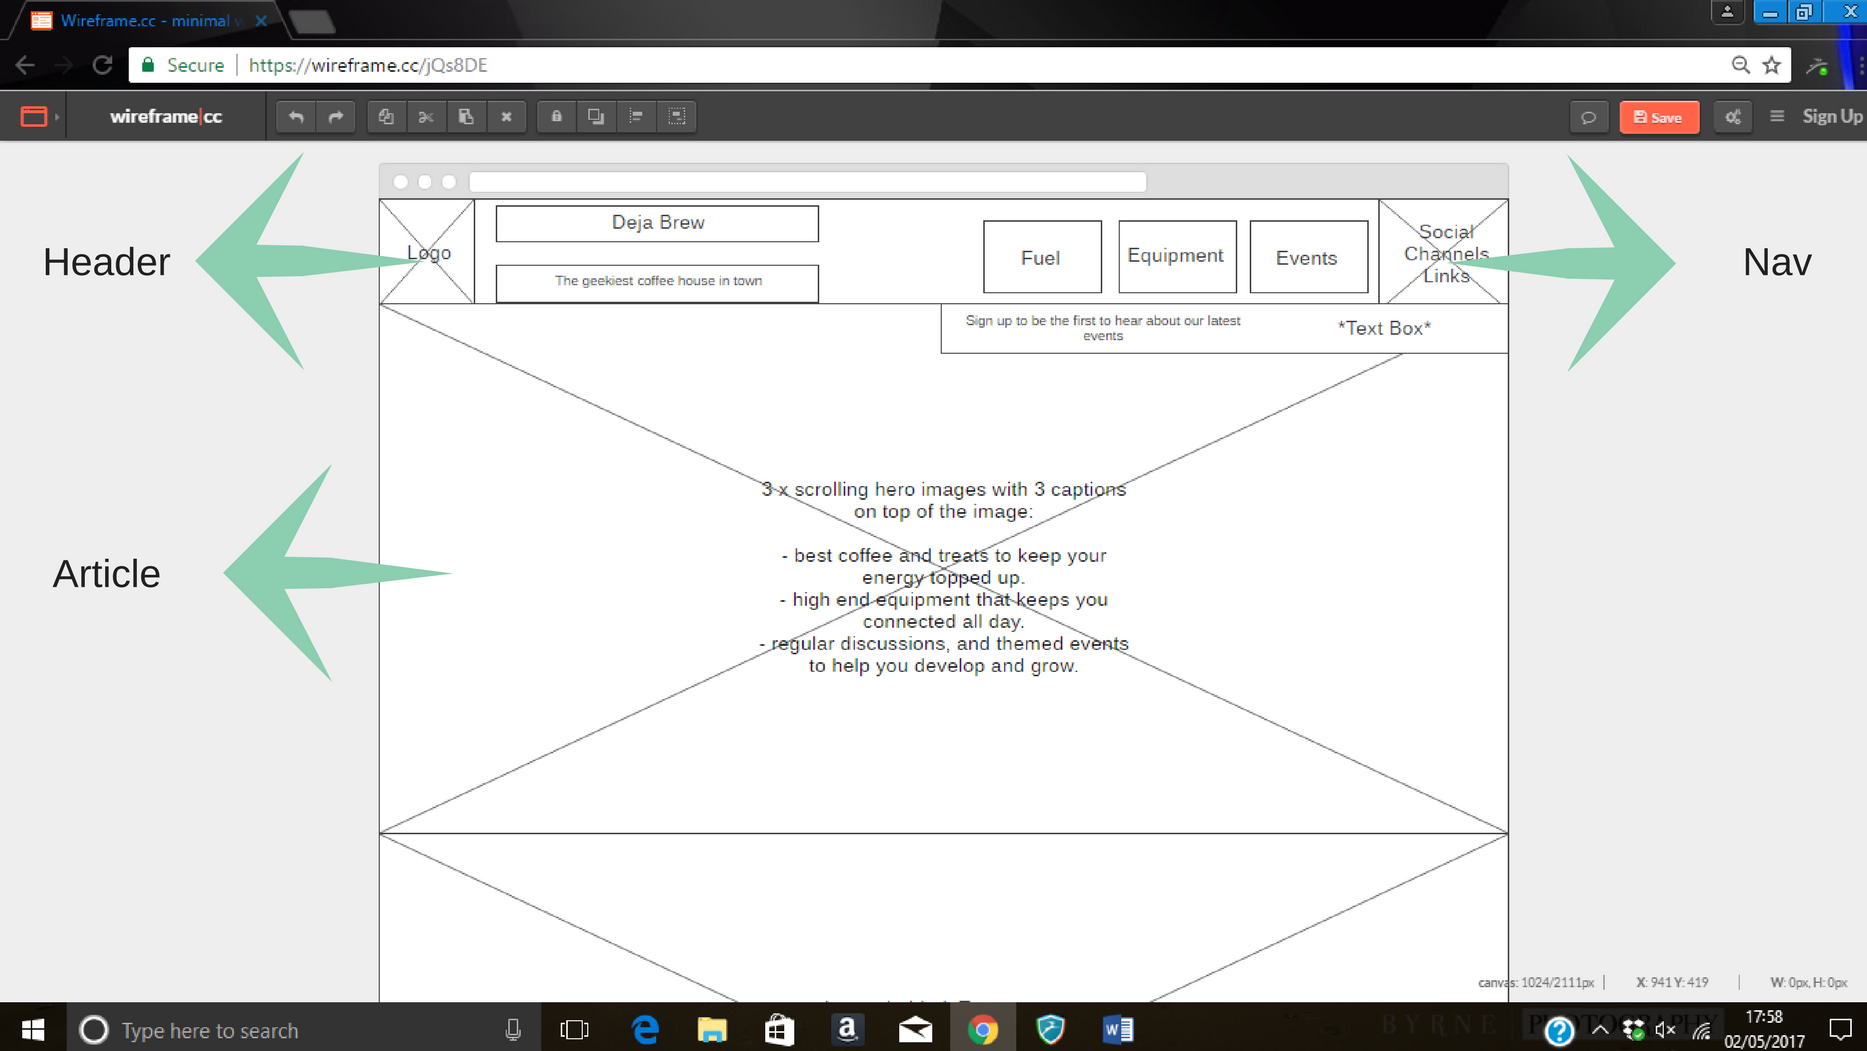 Wireframe.cc - minimal
Secure
https://wireframe.cc/jQs8DE
wireframe|cc
Save
Sign Up
Header
Nav
Logo
Deja Brew
The geekiest coffee house in town
Fuel
Equipment
Events
Social
Channels
Links
Sign up to be the first to hear about our latest
events
*Text Box*
Article
3 x scrolling hero images with 3 captions
on top of the image:
- best coffee and treats to keep your
energy topped up.
- high end equipment that keeps you
connected all day.
- regular discussions, and themed events
to help you develop and grow.
canvas: 1024/2111px
X: 941 Y: 419
W: 0px, H: 0px
Type here to search
BYRNE PHOTOGRAPHY
17:58
02/05/2017